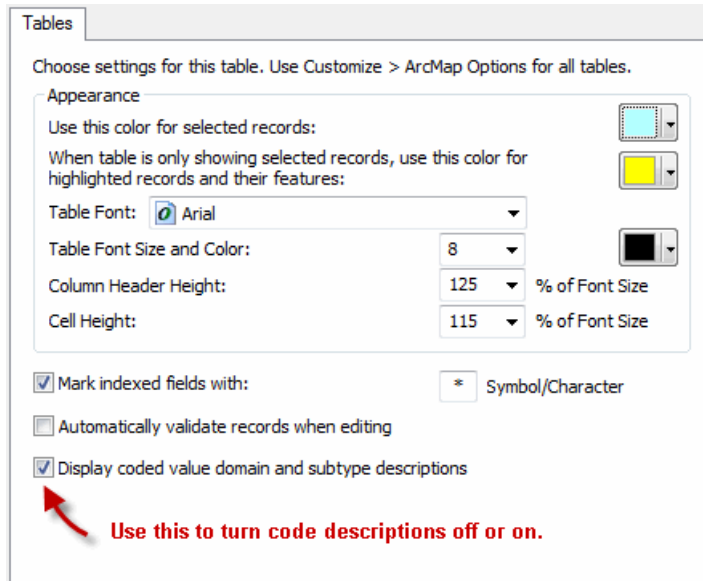 Tables
Choose settings for this table. Use Customize > ArcMap Options for all tables.
Appearance
Use this color for selected records:
When table is only showing selected records, use this color for
highlighted records and their features:
Table Font: Arial
Table Font Size and Color: 8
Column Header Height: 125 % of Font Size
Cell Height: 115 % of Font Size
Mark indexed fields with: * Symbol/Character
Automatically validate records when editing
Display coded value domain and subtype descriptions
Use this to turn code descriptions off or on.